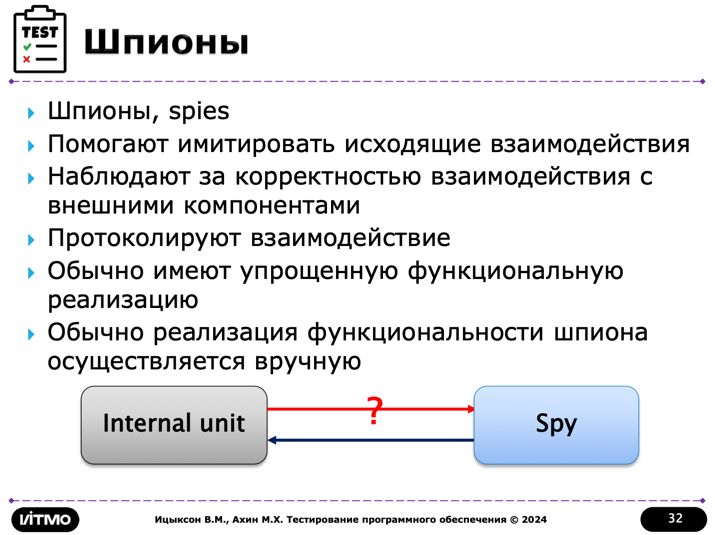 TEST
Шпионы
Шпионы, spies
Помогают имитировать исходящие взаимодействия
Наблюдают за корректностью взаимодействия с
внешними компонентами
Протоколируют взаимодействие
Обычно имеют упрощенную функциональную
реализацию
Обычно реализация функциональности шпиона
осуществляется вручную
Internal unit
?
Spy
ИТМО
Ицыксон В.М., Ахин М.Х. Тестирование программного обеспечения © 2024
32